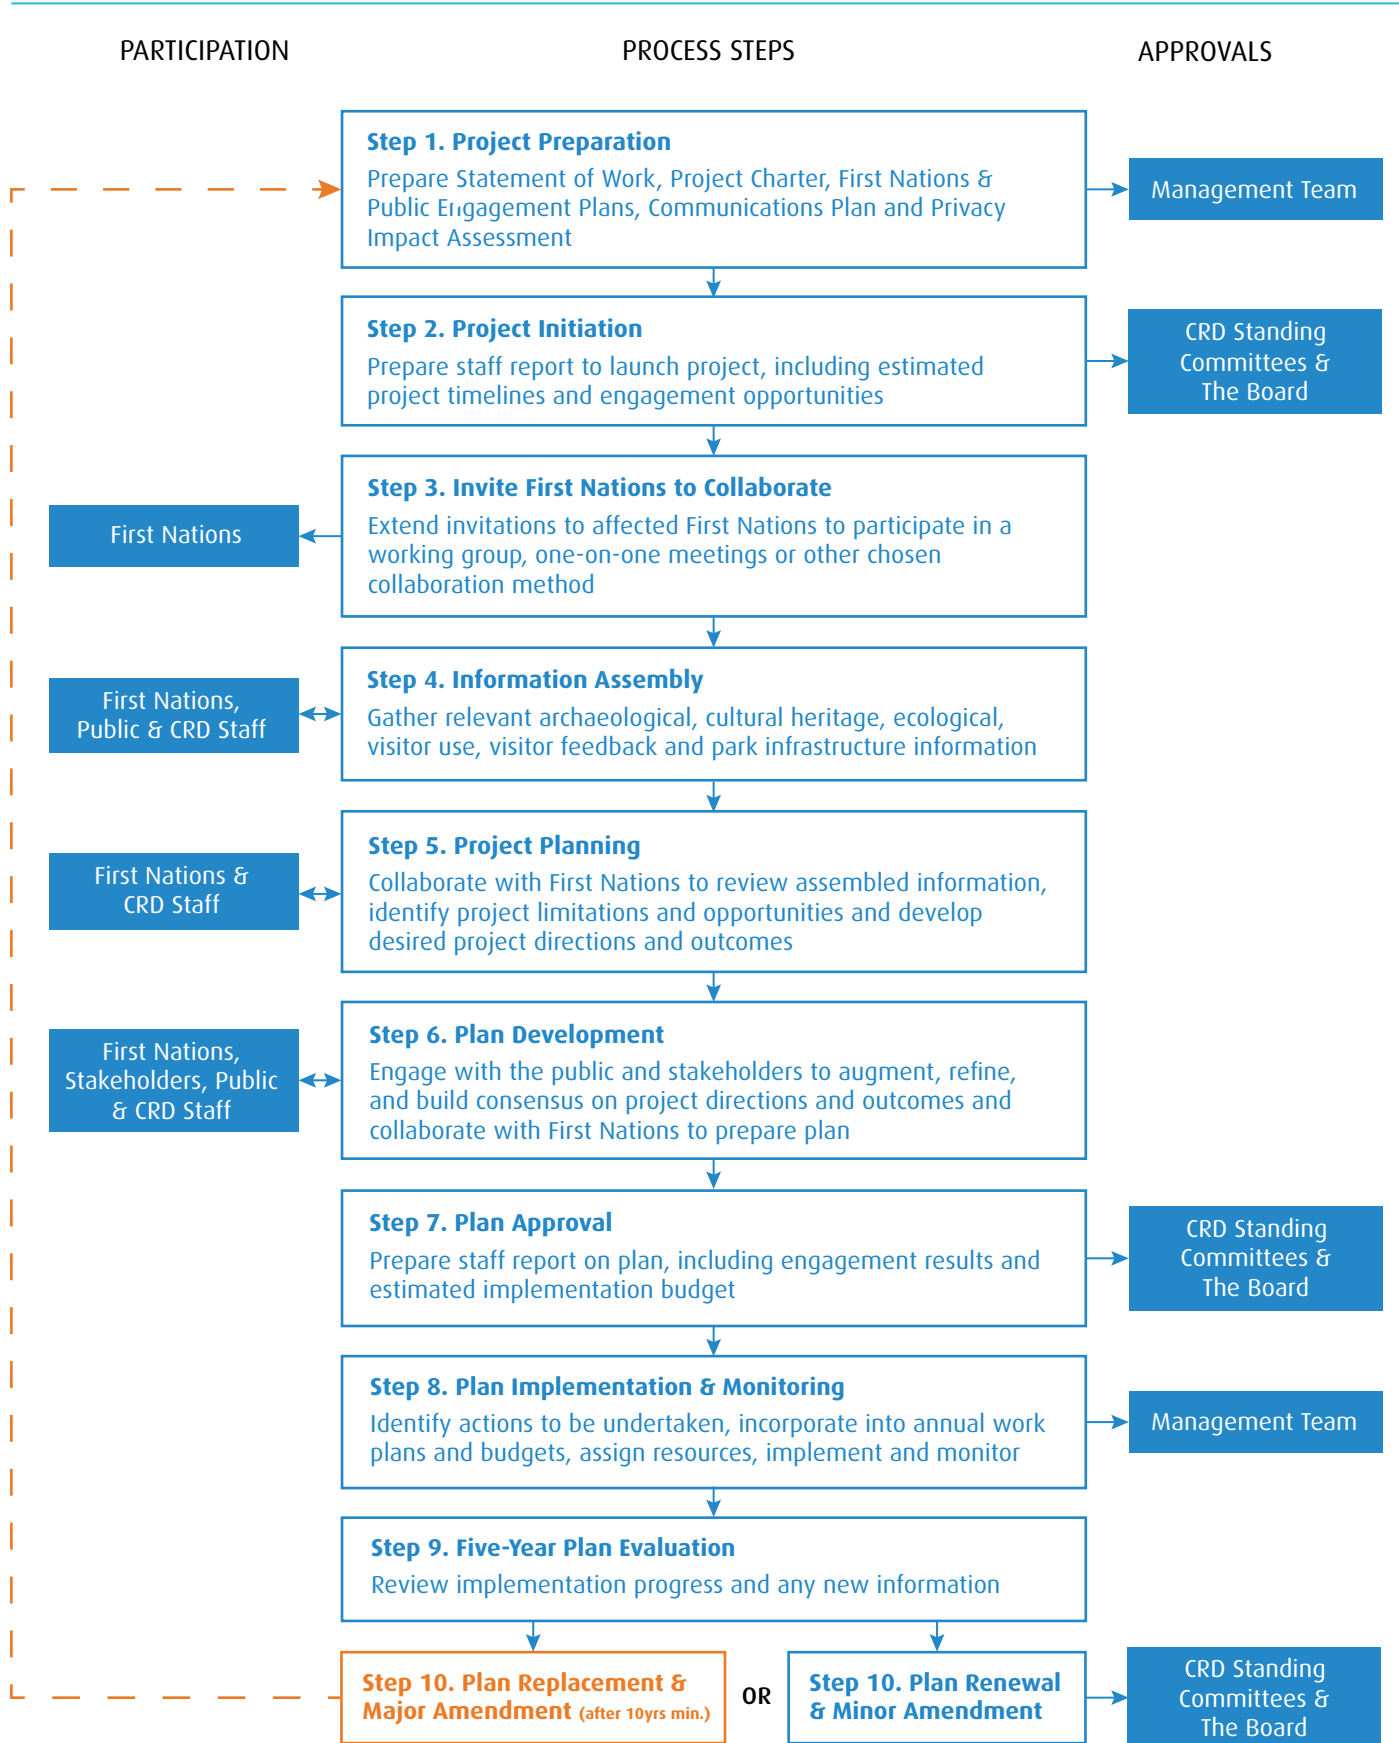 PARTICIPATION
PROCESS STEPS
APPROVALS
Step 1. Project Preparation
Prepare Statement of Work, Project Charter, First Nations &
Public Engagement Plans, Communications Plan and Privacy
Impact Assessment
Management Team
Step 2. Project Initiation
Prepare staff report to launch project, including estimated
project timelines and engagement opportunities
CRD Standing
Committees &
The Board
Step 3. Invite First Nations to Collaborate
Extend invitations to affected First Nations to participate in a
working group, one-on-one meetings or other chosen
collaboration method
First Nations
Step 4. Information Assembly
Gather relevant archaeological, cultural heritage, ecological,
visitor use, visitor feedback and park infrastructure information
First Nations,
Public & CRD Staff
Step 5. Project Planning
Collaborate with First Nations to review assembled information,
identify project limitations and opportunities and develop
desired project directions and outcomes
First Nations &
CRD Staff
Step 6. Plan Development
Engage with the public and stakeholders to augment, refine,
and build consensus on project directions and outcomes and
collaborate with First Nations to prepare plan
First Nations,
Stakeholders, Public
& CRD Staff
Step 7. Plan Approval
Prepare staff report on plan, including engagement results and
estimated implementation budget
CRD Standing
Committees &
The Board
Step 8. Plan Implementation & Monitoring
Identify actions to be undertaken, incorporate into annual work
plans and budgets, assign resources, implement and monitor
Management Team
Step 9. Five-Year Plan Evaluation
Review implementation progress and any new information
Step 10. Plan Replacement &
Major Amendment (after 10yrs min.)
OR
Step 10. Plan Renewal
& Minor Amendment
CRD Standing
Committees &
The Board